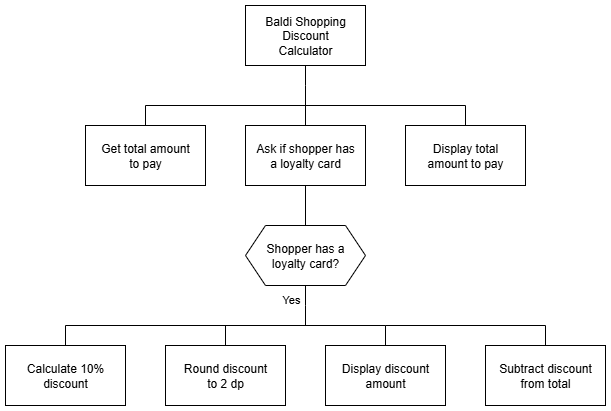 Baldi Shopping
Discount
Calculator
Get total amount
to pay
Ask if shopper has
a loyalty card
Display total
amount to pay
Shopper has a
loyalty card?
Yes
Calculate 10%
discount
Round discount
to 2 dp
Display discount
amount
Subtract discount
from total